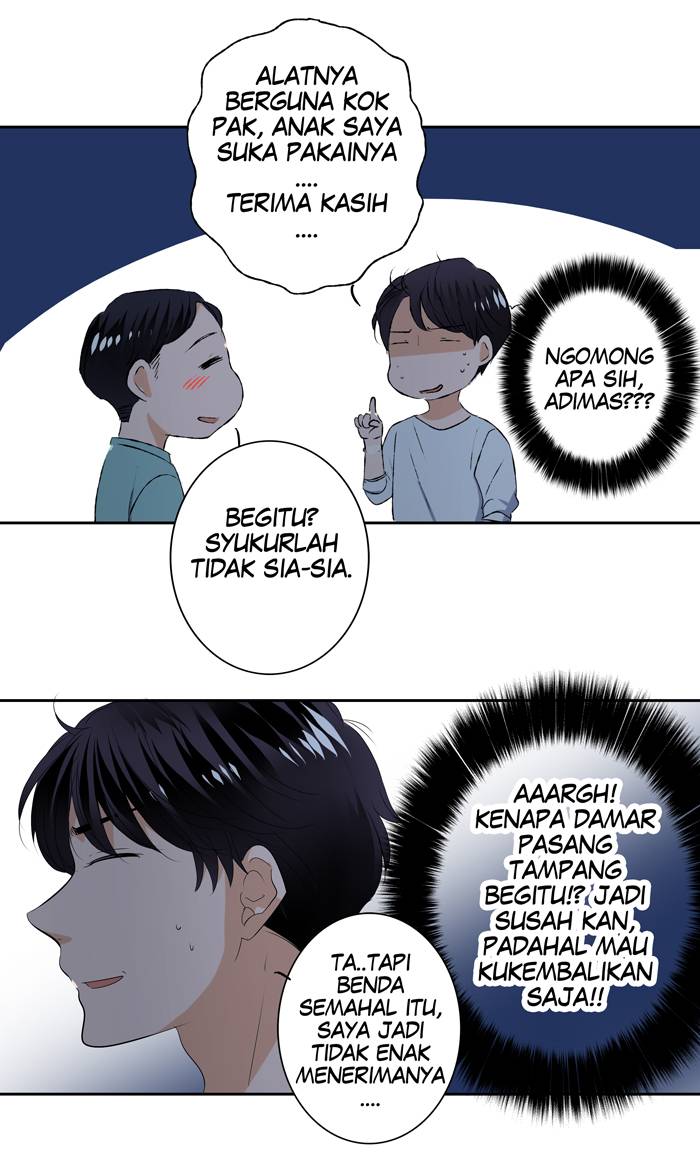 ALATNYA
BERGUNA KOK
PAK, ANAK SAYA
SUKA PAKAINYA
....
TERIMA KASIH
....
NGOMONG
APA SIH,
ADIMAS???
BEGITU?
SYUKURLAH
TIDAK SIA-SIA.
AAARGH!
KENAPA DAMAR
PASANG
TAMPANG
BEGITU!? JADI
SUSAH KAN,
PADAHAL MAU
KUKEMBALIKAN
SAJA!!
TA..TAPI
BENDA
SEMAHAL ITU,
SAYA JADI
TIDAK ENAK
MENERIMANYA
....